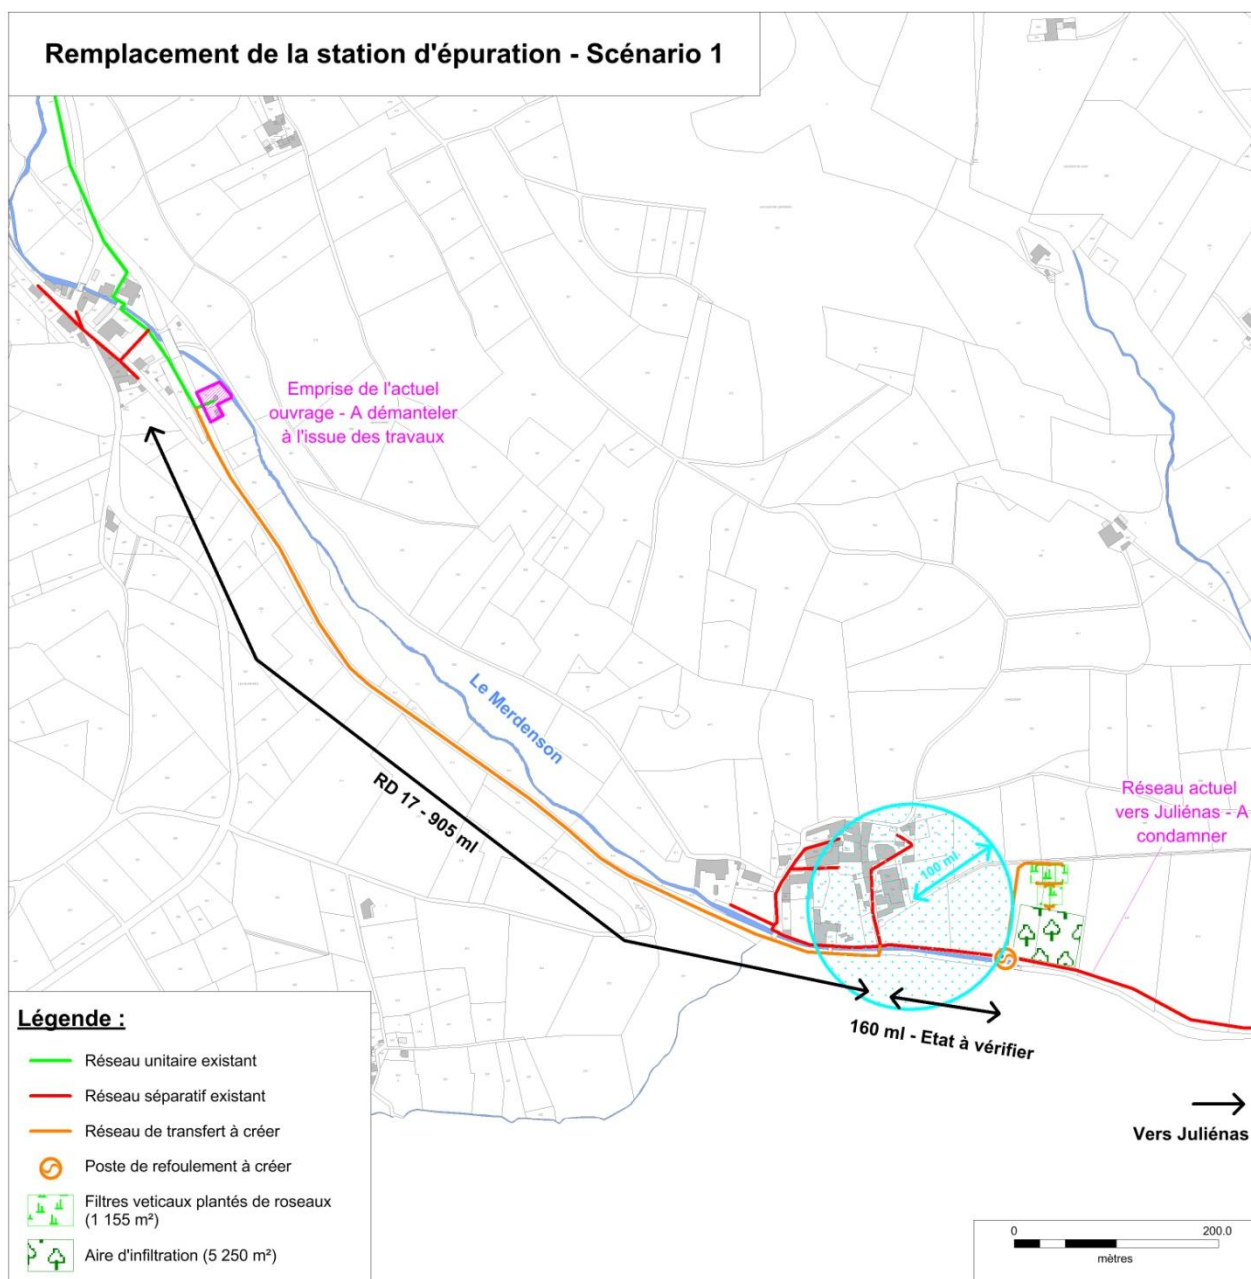 Remplacement de la station d'épuration - Scénario 1
Emprise de l'actuel
ouvrage - A démanteler
à l'issue des travaux
Le Merdenson
RD 17 - 905 ml
Réseau actuel
vers Juliénas - A
condamner
100 ml
160 ml - Etat à vérifier
Vers Juliénas
Légende :
Réseau unitaire existant
Réseau séparatif existant
Réseau de transfert à créer
Poste de refoulement à créer
Filtres veticaux plantés de roseaux
(1 155 m²)
Aire d'infiltration (5 250 m²)
0 200.0
mètres